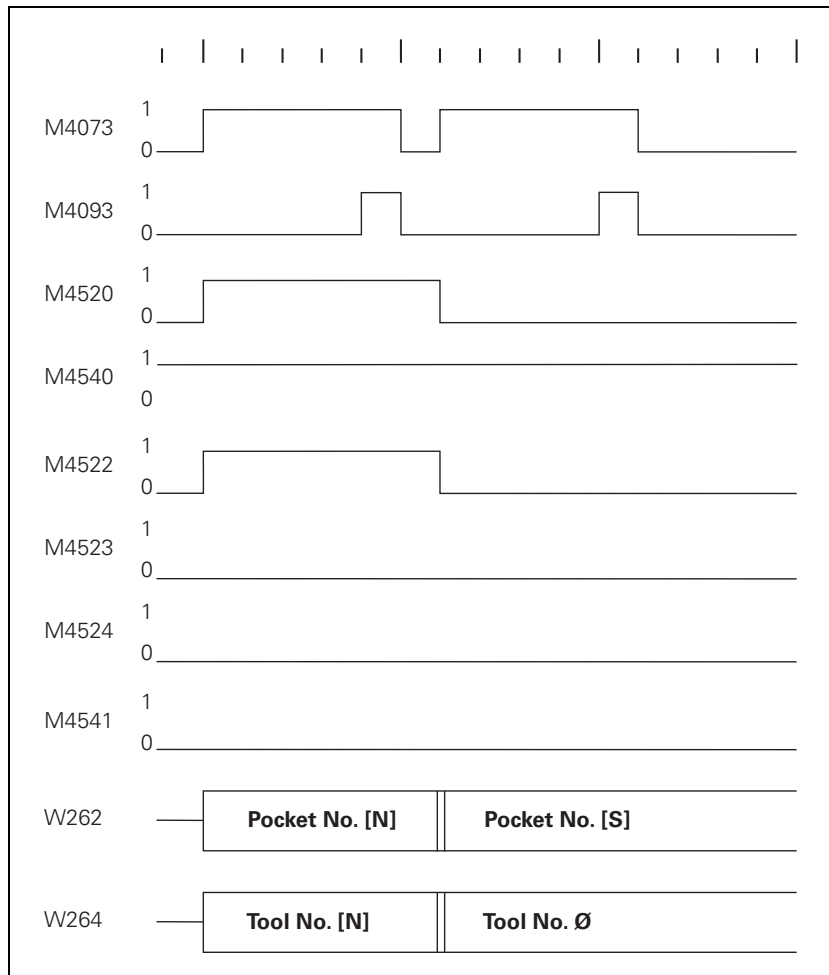 M4073 1
0
M4093 1
0
M4520 1
0
M4540 1
0
M4522 1
0
M4523 1
0
M4524 1
0
M4541 1
0
W262 Pocket No. [N] Pocket No. [S]
W264 Tool No. [N] Tool No. Ø